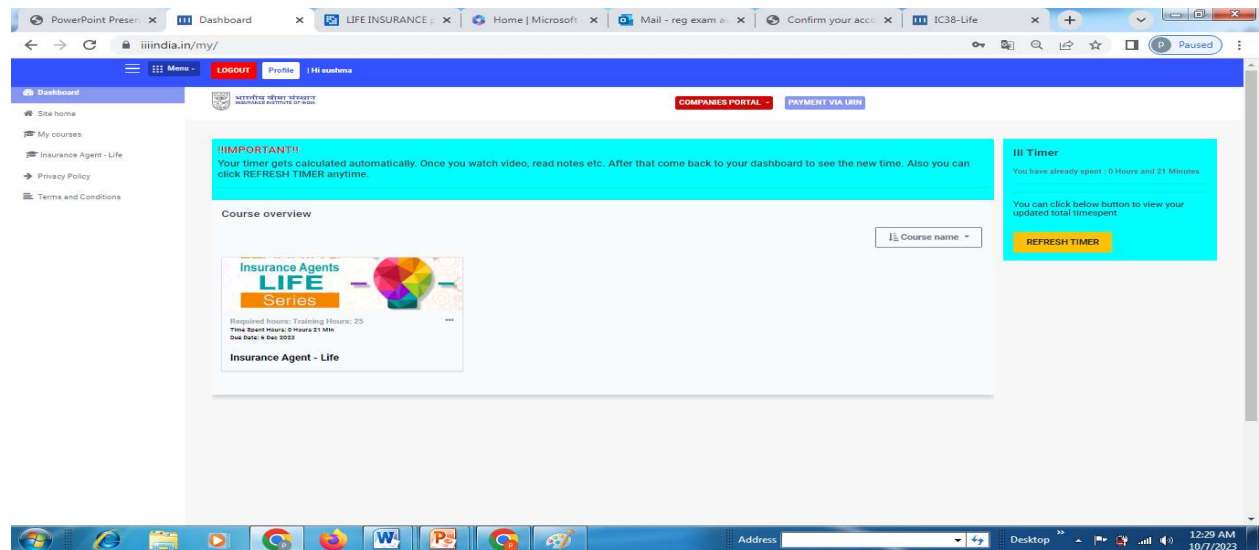 PowerPoint Presen
Dashboard
LIFE INSURANCE p
Home | Microsoft
Mail - reg exam a
Confirm your acc
IC38-Life
iiiindia.in/my/
Paused
Menu
LOGOUT
Profile
| Hi sushma
Dashboard
Site home
My courses
Insurance Agent - Life
Privacy Policy
Terms and Conditions
भारतीय बीमा संस्थान
INSURANCE INSTITUTE OF INDIA
COMPANIES PORTAL
PAYMENT VIA URN
!!IMPORTANT!!
Your timer gets calculated automatically. Once you watch video, read notes etc. After that come back to your dashboard to see the new time. Also you can
click REFRESH TIMER anytime.
III Timer
You have already spent : 0 Hours and 21 Minutes
You can click below button to view your
updated total timespent
REFRESH TIMER
Course overview
Course name
Insurance Agents
LIFE
Series
Required hours: Training Hours: 25
Time Spent Hours: 0 Hours 21 Min
Due Date: 6 Dec 2023
Insurance Agent - Life
Address
Desktop
12:29 AM
10/7/2023